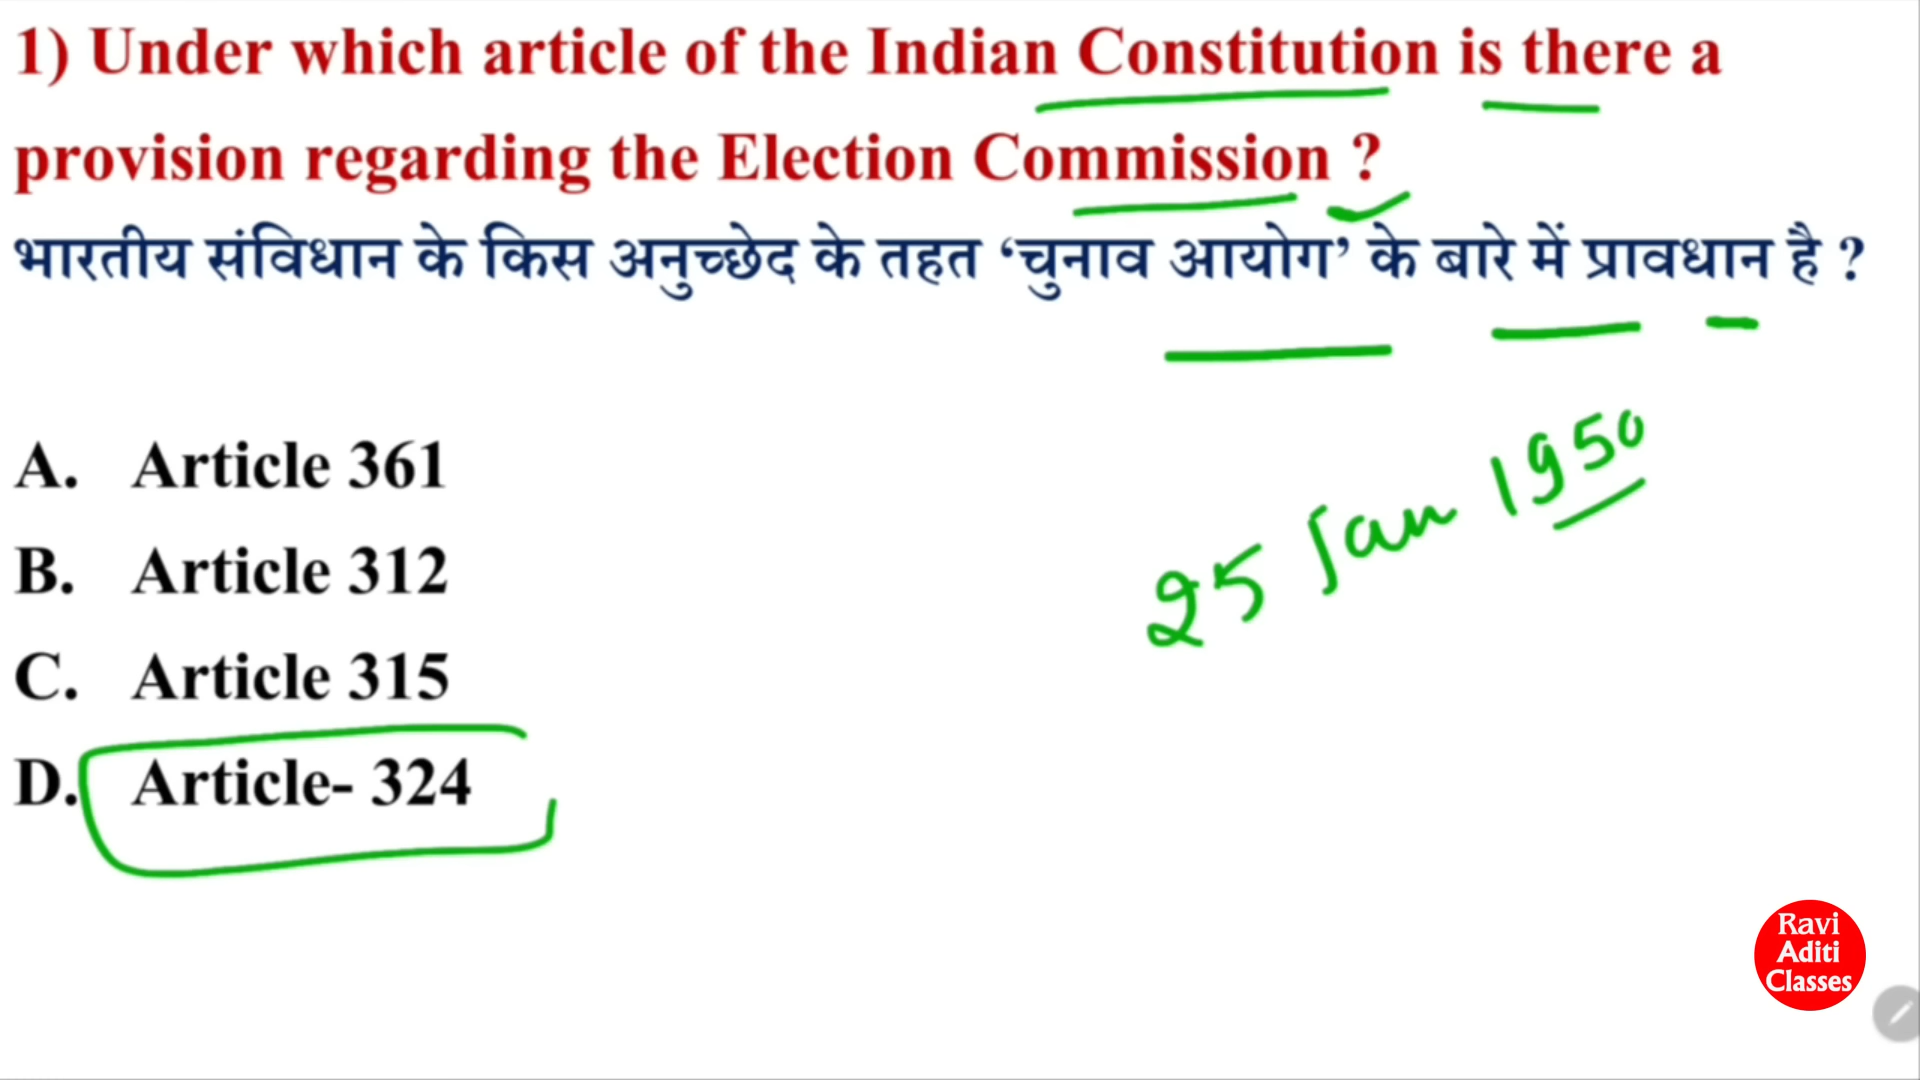 1) Under which article of the Indian Constitution is there a
provision regarding the Election Commission ?
भारतीय संविधान के किस अनुच्छेद के तहत ‘चुनाव आयोग’ के बारे में प्रावधान है ?
A. Article 361
B. Article 312
C. Article 315
D. Article- 324
25 Jan 1950
Ravi
Aditi
Classes